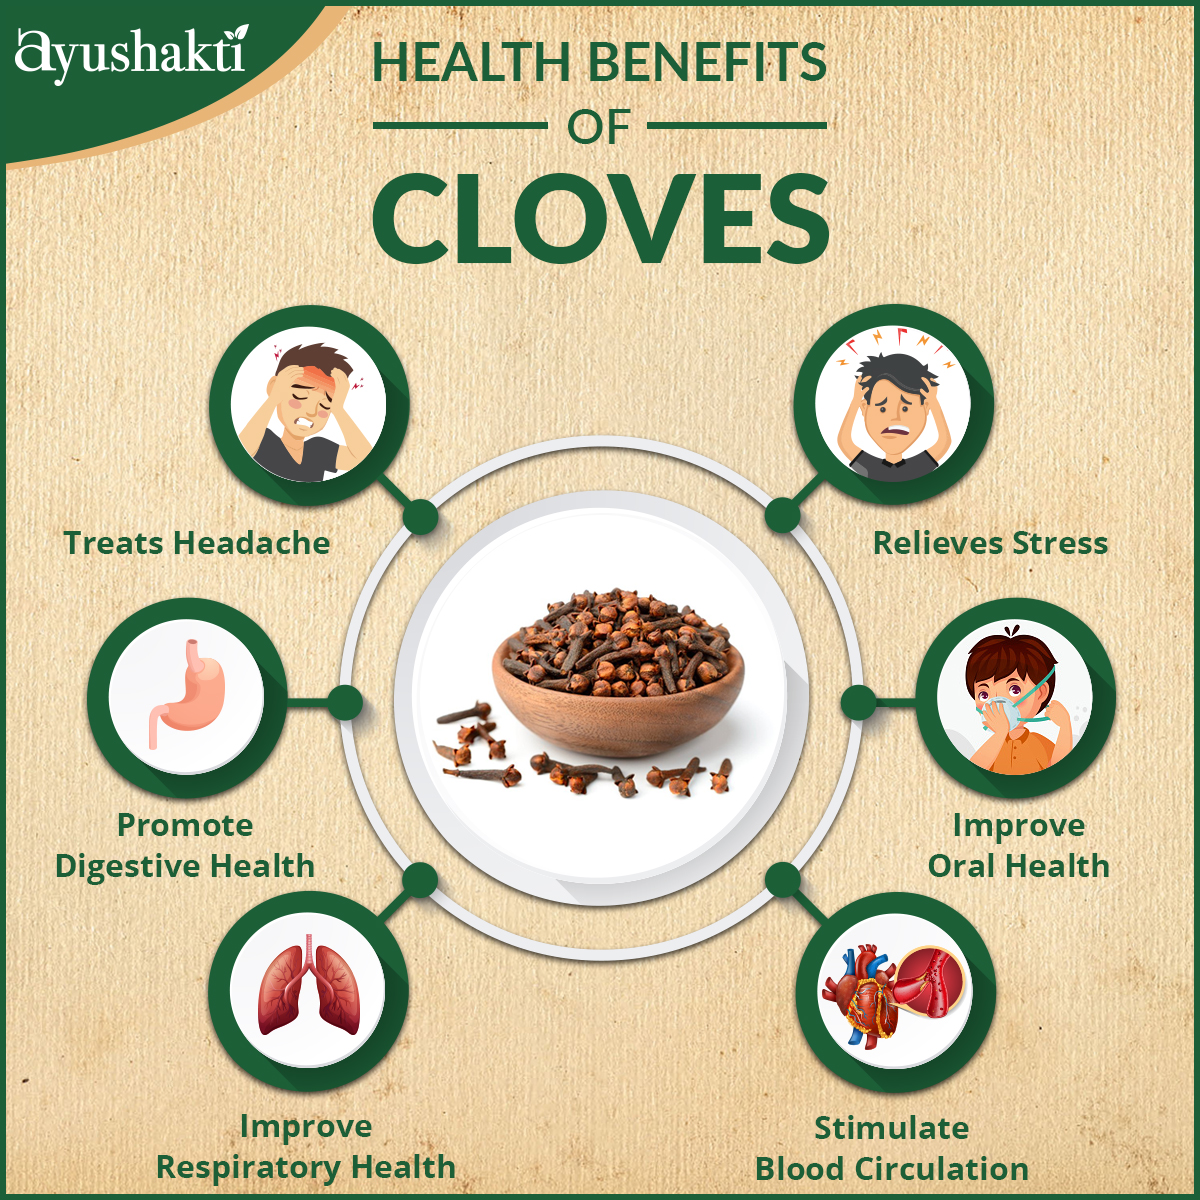 ayushakti
HEALTH BENEFITS
OF
CLOVES
Treats Headache
Relieves Stress
Promote
Digestive Health
Improve
Oral Health
Improve
Respiratory Health
Stimulate
Blood Circulation